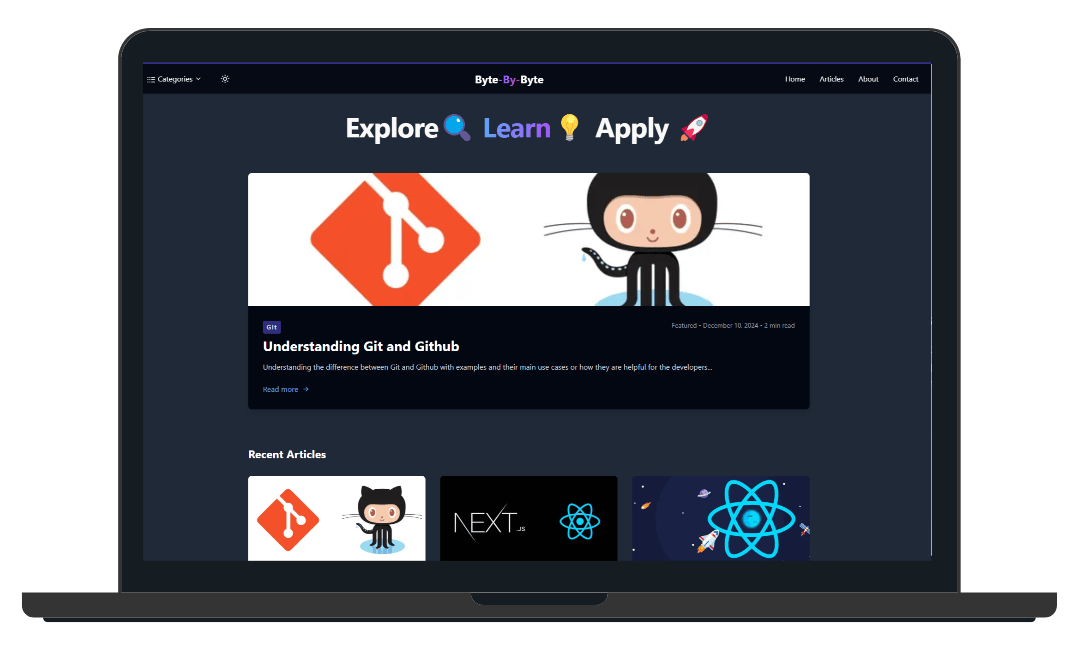 Categories
Byte-By-Byte
Home Articles About Contact
Explore Learn Apply
Git
Featured • December 10, 2024 • 2 min read
Understanding Git and Github
Understanding the difference between Git and Github with examples and their main use cases or how they are helpful for the developers...
Read more →
Recent Articles
NEXT.JS